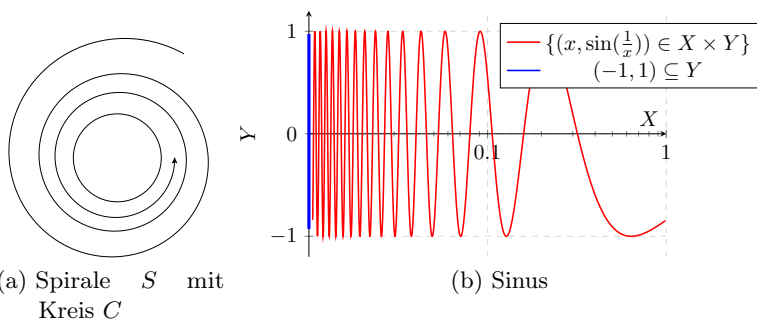 1
0
−1
Y
X
0.1
1
{(x, sin(1/x)) ∈ X × Y}
(−1, 1) ⊆ Y
(a) Spirale S mit
Kreis C
(b) Sinus